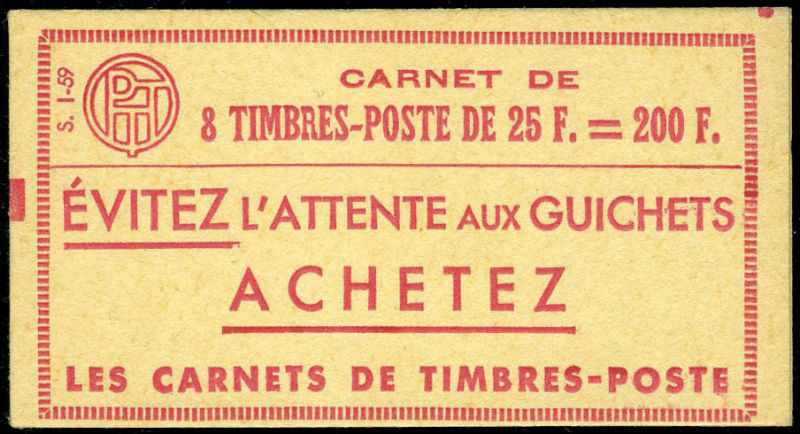 S. 1-59
PTT
CARNET DE
8 TIMBRES-POSTE DE 25 F. = 200 F.
ÉVITEZ L'ATTENTE AUX GUICHETS
ACHETEZ
LES CARNETS DE TIMBRES-POSTE